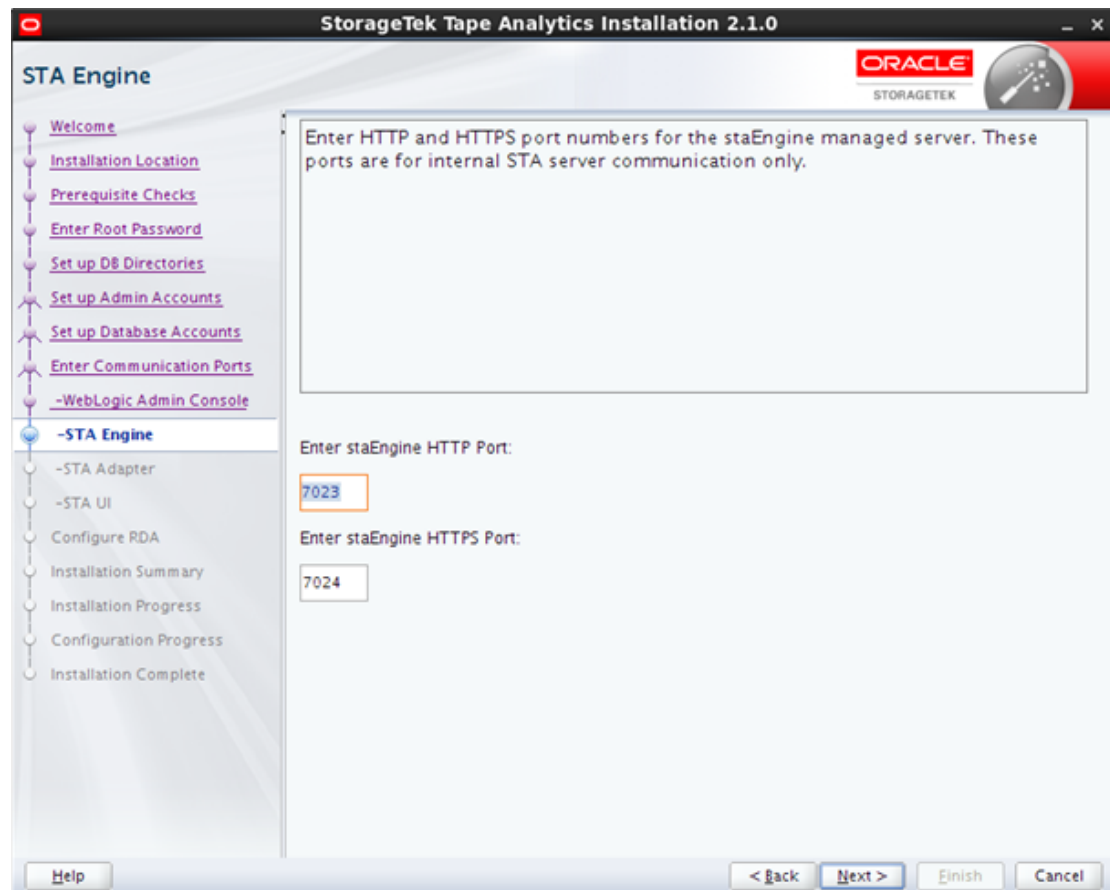 StorageTek Tape Analytics Installation 2.1.0
STA Engine
ORACLE
STORAGETEK
Welcome
Installation Location
Prerequisite Checks
Enter Root Password
Set up DB Directories
Set up Admin Accounts
Set up Database Accounts
Enter Communication Ports
-WebLogic Admin Console
-STA Engine
-STA Adapter
-STA UI
Configure RDA
Installation Summary
Installation Progress
Configuration Progress
Installation Complete
Enter HTTP and HTTPS port numbers for the staEngine managed server. These
ports are for internal STA server communication only.
Enter staEngine HTTP Port:
7023
Enter staEngine HTTPS Port:
7024
Help
< Back
Next >
Finish
Cancel